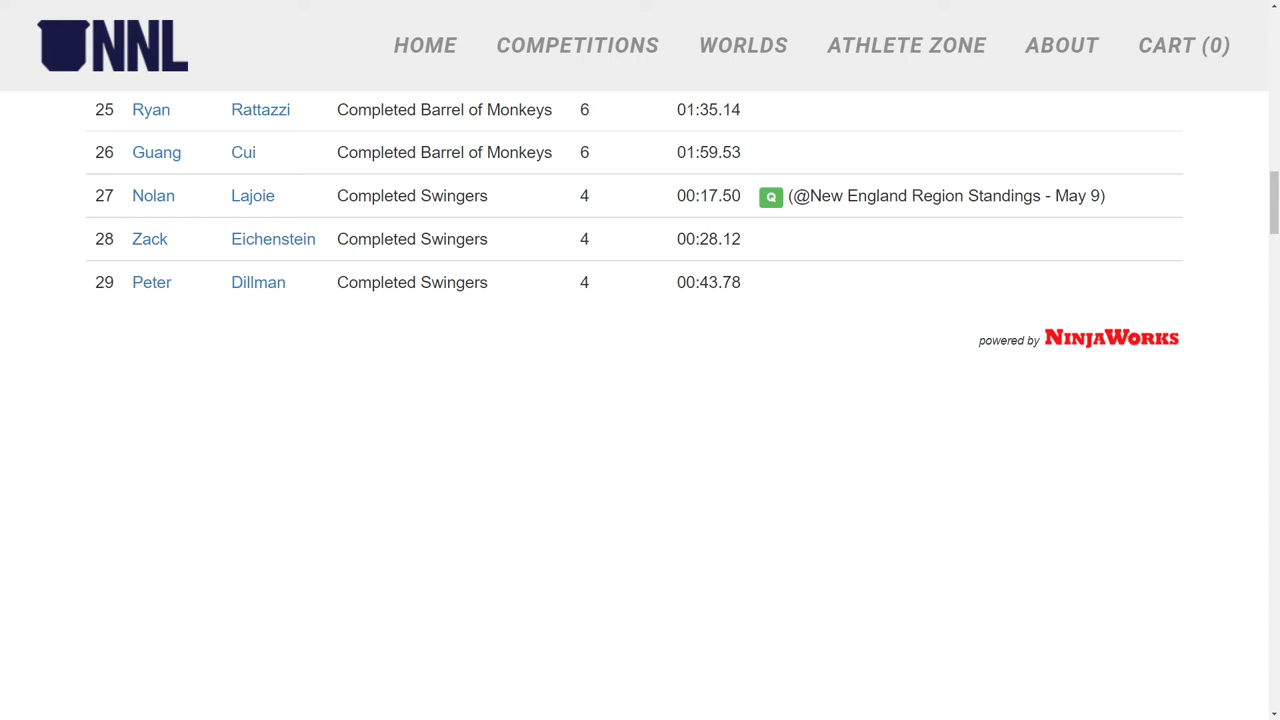 NNL HOME COMPETITIONS WORLDS ATHLETE ZONE ABOUT CART (0)
25 Ryan Rattazzi Completed Barrel of Monkeys 6 01:35.14
26 Guang Cui Completed Barrel of Monkeys 6 01:59.53
27 Nolan Lajoie Completed Swingers 4 00:17.50 Q (@New England Region Standings - May 9)
28 Zack Eichenstein Completed Swingers 4 00:28.12
29 Peter Dillman Completed Swingers 4 00:43.78
powered by NINJAWORKS